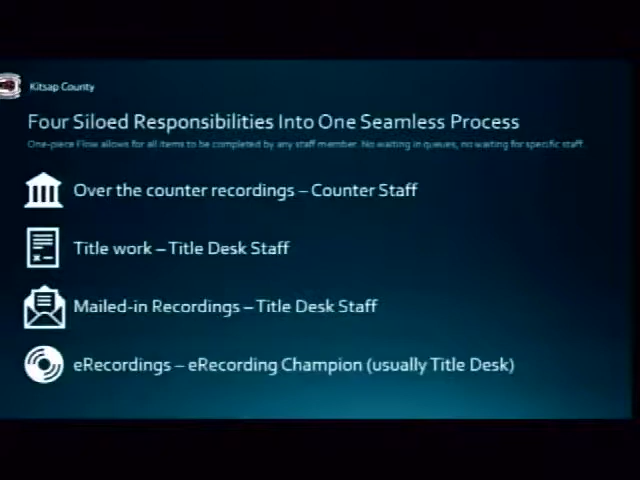 Kitsap County
Four Siloed Responsibilities Into One Seamless Process
One-piece Flow allows for all items to be completed by any staff member. No waiting in queues, no waiting for specific staff.
Over the counter recordings – Counter Staff
Title work – Title Desk Staff
Mailed-in Recordings – Title Desk Staff
eRecordings – eRecording Champion (usually Title Desk)